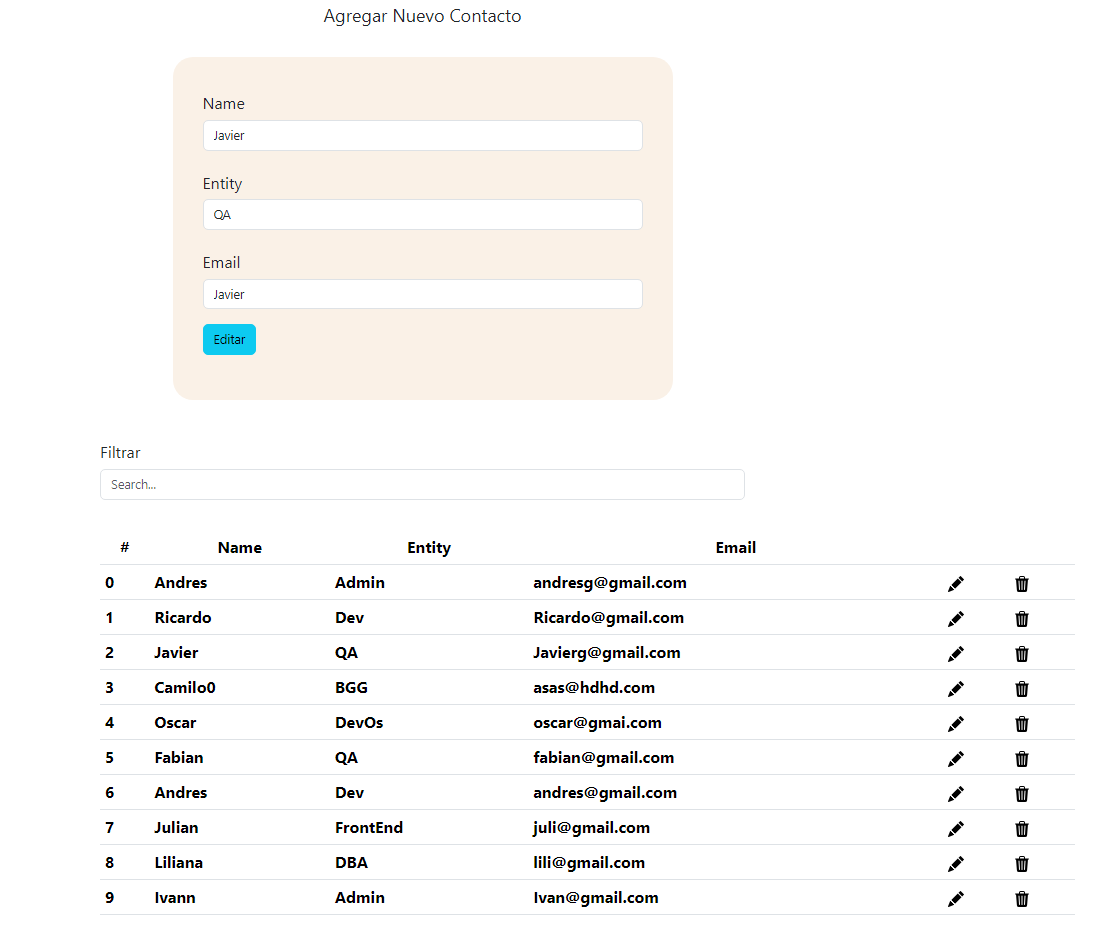 Agregar Nuevo Contacto
Name
Javier
Entity
QA
Email
Javier
Editar
Filtrar
Search...
# Name Entity Email
0 Andres Admin andresg@gmail.com
1 Ricardo Dev Ricardo@gmail.com
2 Javier QA Javierg@gmail.com
3 Camilo0 BGG asas@hdhd.com
4 Oscar DevOs oscar@gmai.com
5 Fabian QA fabian@gmail.com
6 Andres Dev andres@gmail.com
7 Julian FrontEnd juli@gmail.com
8 Liliana DBA lili@gmail.com
9 Ivann Admin Ivan@gmail.com